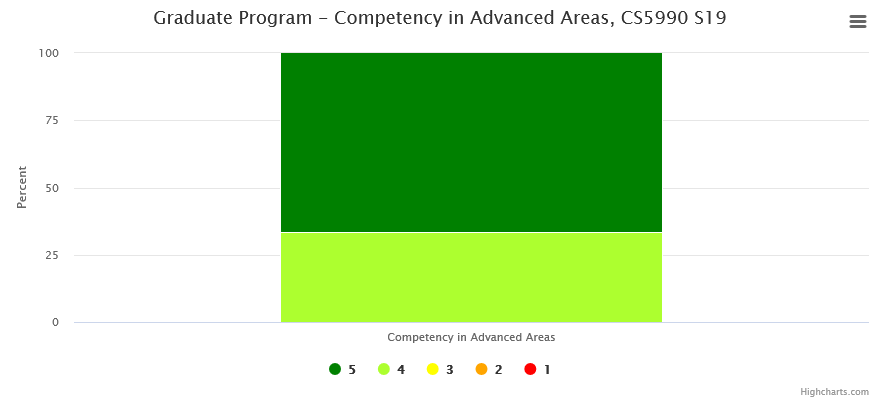 Graduate Program - Competency in Advanced Areas, CS5990 S19
100
75
50
25
0
Percent
Competency in Advanced Areas
5 4 3 2 1
Highcharts.com